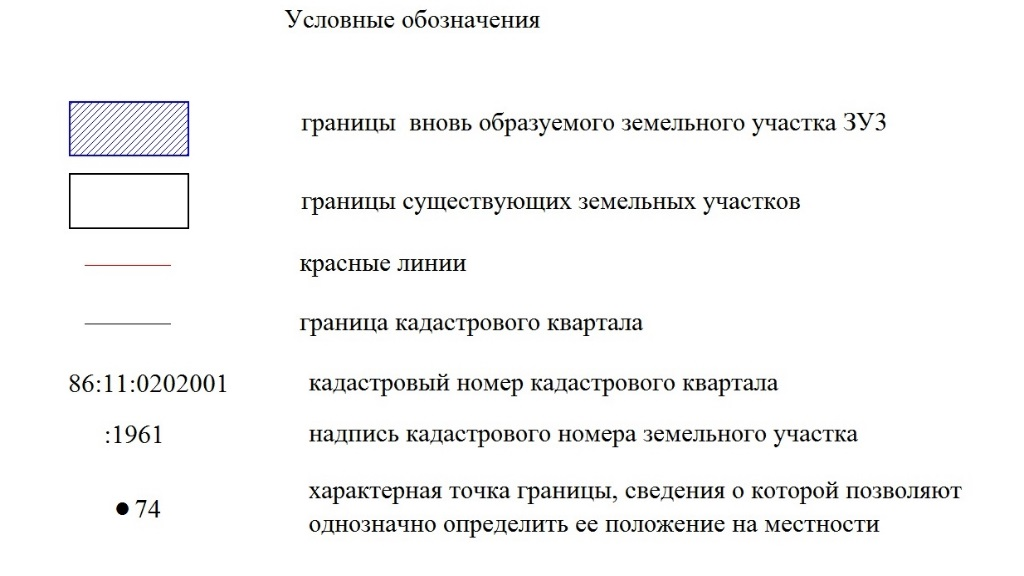 Условные обозначения
границы вновь образуемого земельного участка ЗУ3
границы существующих земельных участков
красные линии
граница кадастрового квартала
86:11:0202001 кадастровый номер кадастрового квартала
:1961 надпись кадастрового номера земельного участка
74 характерная точка границы, сведения о которой позволяют
однозначно определить ее положение на местности